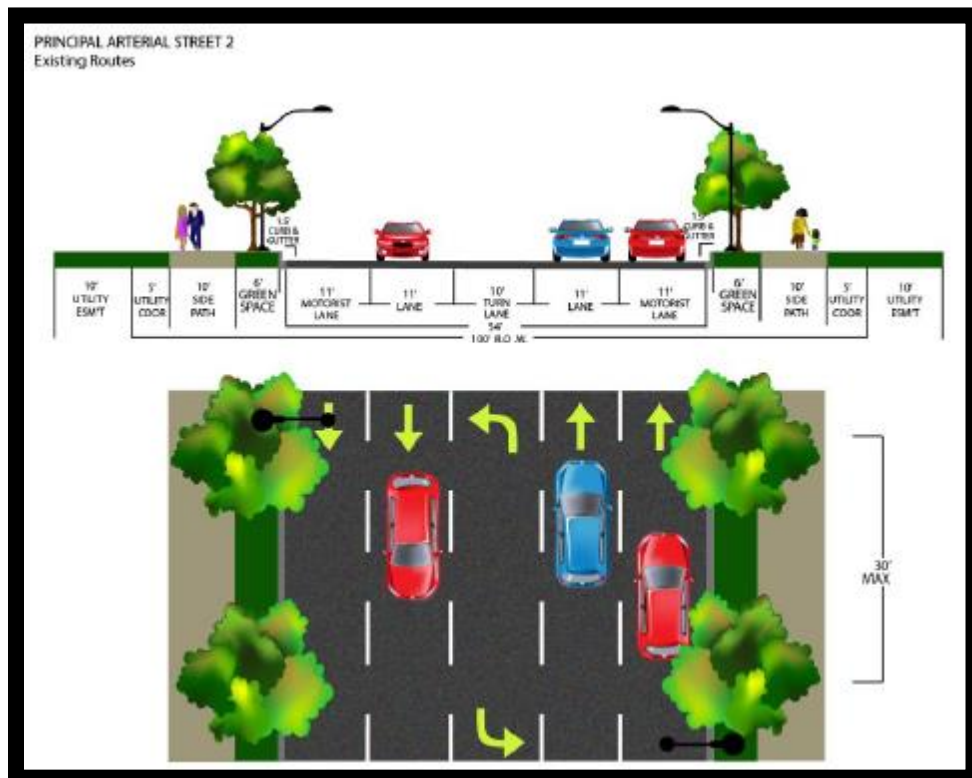 PRINCIPAL ARTERIAL STREET 2
Existing Routes
1.5'
CURB &
GUTTER
1.5'
CURB &
GUTTER
10'
UTILITY
ESM'T
5'
UTILITY
COOR
10'
SIDE
PATH
6'
GREEN
SPACE
11'
MOTORIST
LANE
11'
LANE
10'
TURN
LANE
11'
LANE
11'
MOTORIST
LANE
6'
GREEN
SPACE
10'
SIDE
PATH
5'
UTILITY
COOR
10'
UTILITY
ESM'T
54'
100' R.O.W.
30'
MAX